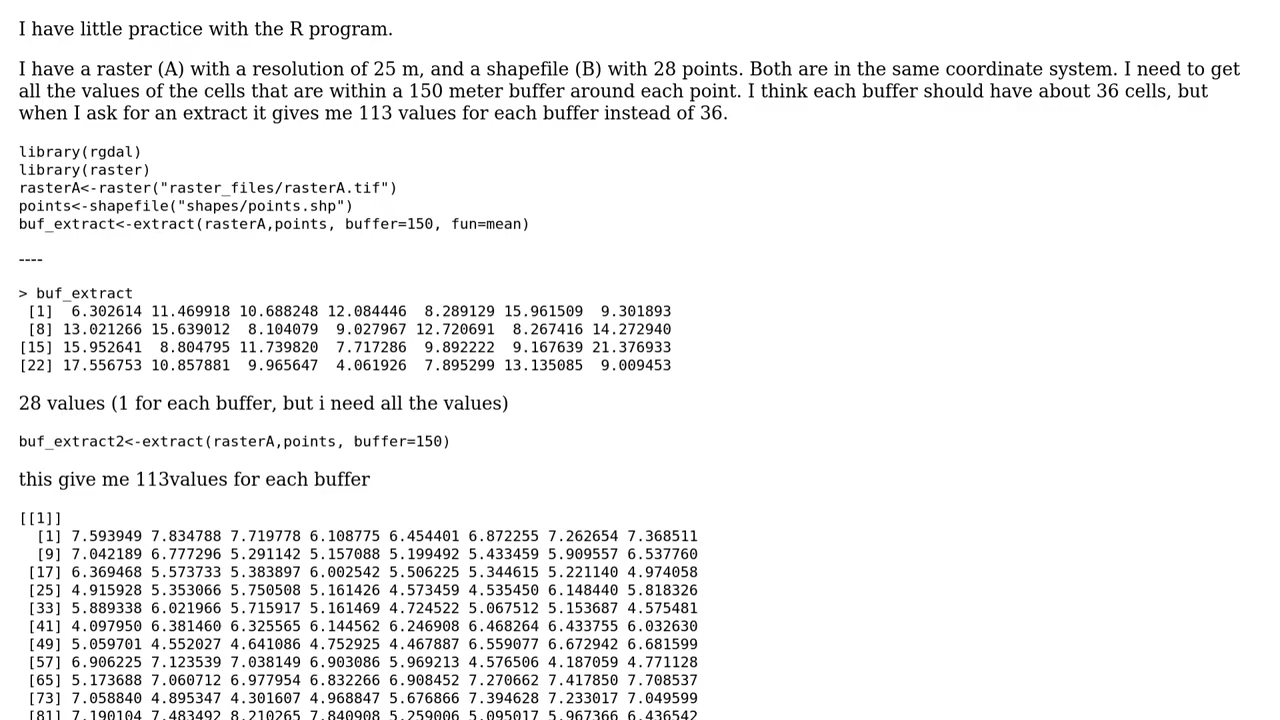 I have little practice with the R program.
I have a raster (A) with a resolution of 25 m, and a shapefile (B) with 28 points. Both are in the same coordinate system. I need to get
all the values of the cells that are within a 150 meter buffer around each point. I think each buffer should have about 36 cells, but
when I ask for an extract it gives me 113 values for each buffer instead of 36.
library(rgdal)
library(raster)
rasterA<-raster("raster_files/rasterA.tif")
points<-shapefile("shapes/points.shp")
buf_extract<-extract(rasterA,points, buffer=150, fun=mean)
----
> buf_extract
[1]  6.302614 11.469918 10.688248 12.084446  8.289129 15.961509  9.301893
[8] 13.021266 15.639012  8.104079  9.027967 12.720691  8.267416 14.272940
[15] 15.952641  8.804795 11.739820  7.717286  9.892222  9.167639 21.376933
[22] 17.556753 10.857881  9.965647  4.061926  7.895299 13.135085  9.009453
28 values (1 for each buffer, but i need all the values)
buf_extract2<-extract(rasterA,points, buffer=150)
this give me 113values for each buffer
[[1]]
[1] 7.593949 7.834788 7.719778 6.108775 6.454401 6.872255 7.262654 7.368511
[9] 7.042189 6.777296 5.291142 5.157088 5.199492 5.433459 5.909557 6.537760
[17] 6.369468 5.573733 5.383897 6.002542 5.506225 5.344615 5.221140 4.974058
[25] 4.915928 5.353066 5.750508 5.161426 4.573459 4.535450 6.148440 5.818326
[33] 5.889338 6.021966 5.715917 5.161469 4.724522 5.067512 5.153687 4.575481
[41] 4.097950 6.381460 6.325565 6.144562 6.246908 6.468264 6.433755 6.032630
[49] 5.059701 4.552027 4.641086 4.752925 4.467887 6.559077 6.672942 6.681599
[57] 6.906225 7.123539 7.038149 6.903086 5.969213 4.576506 4.187059 4.771128
[65] 5.173688 7.060712 6.977954 6.832266 6.908452 7.270662 7.417850 7.708537
[73] 7.058840 4.895347 4.301607 4.968847 5.676866 7.394628 7.233017 7.049599
[81] 7.190104 7.483492 8.210265 7.840908 5.259006 5.095017 5.967366 6.436542